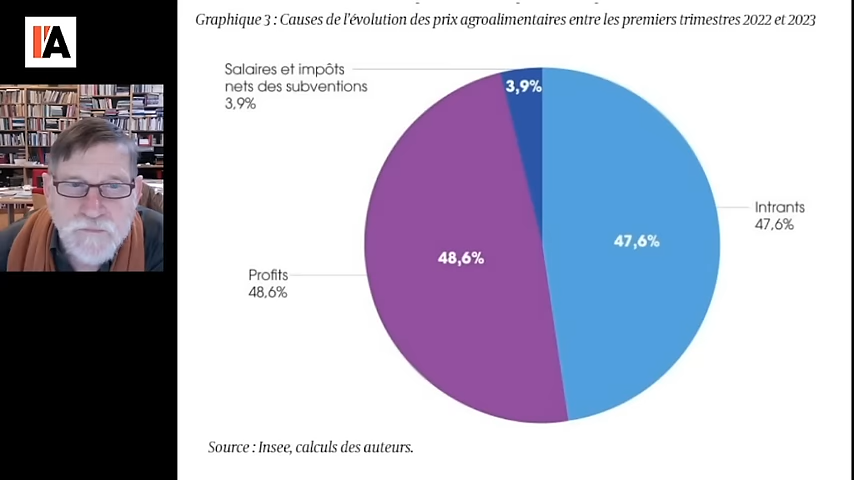 Graphique 3 : Causes de l'évolution des prix agroalimentaires entre les premiers trimestres 2022 et 2023
IA
Salaires et impôts
nets des subventions
3,9%
3,9%
Intrants
47,6%
47,6%
48,6%
Profits
48,6%
Source : Insee, calculs des auteurs.